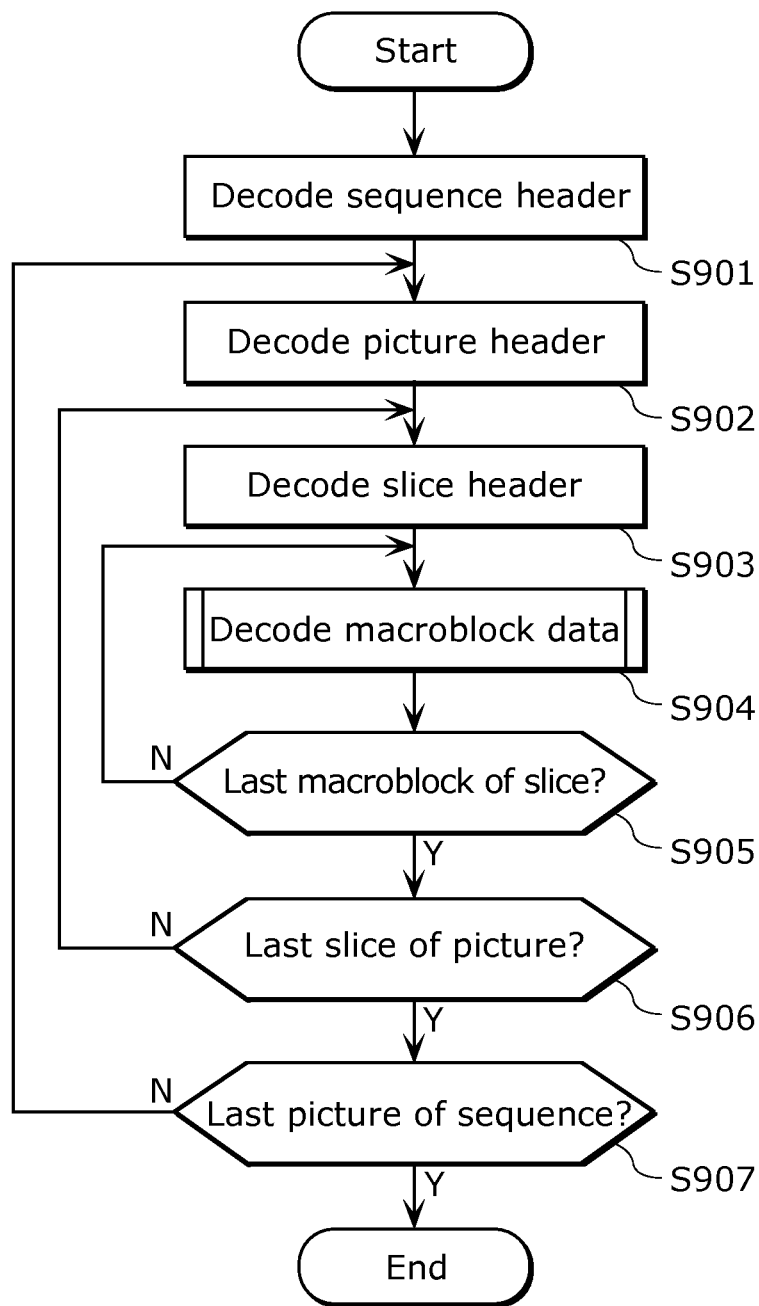 Start
Decode sequence header
S901
Decode picture header
S902
Decode slice header
S903
Decode macroblock data
S904
N
Last macroblock of slice?
S905
Y
N
Last slice of picture?
S906
Y
N
Last picture of sequence?
S907
Y
End